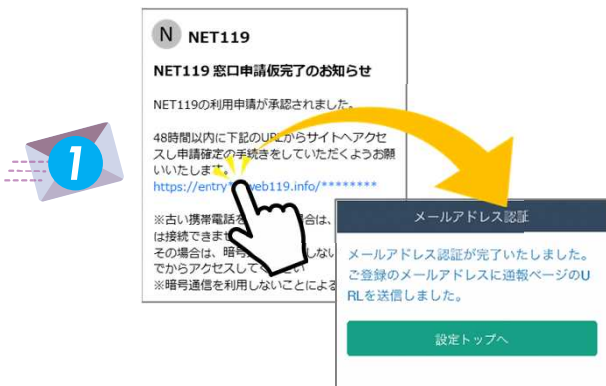 1
N NET119
NET119 窓口申請仮完了のお知らせ
NET119の利用申請が承認されました。
48時間以内に下記のURLからサイトへアクセ
スし申請確定の手続きをしていただくようお願
いいたします。
https://entry eb119.info/********
※古い携帯電話を 場合は、
は接続できませ
その場合は、暗号 しない
でからアクセスして ださい
※暗号通信を利用しないことによる
メールアドレス認証
メールアドレス認証が完了いたしました。
ご登録のメールアドレスに通報ページのU
RLを送信しました。
設定トップへ